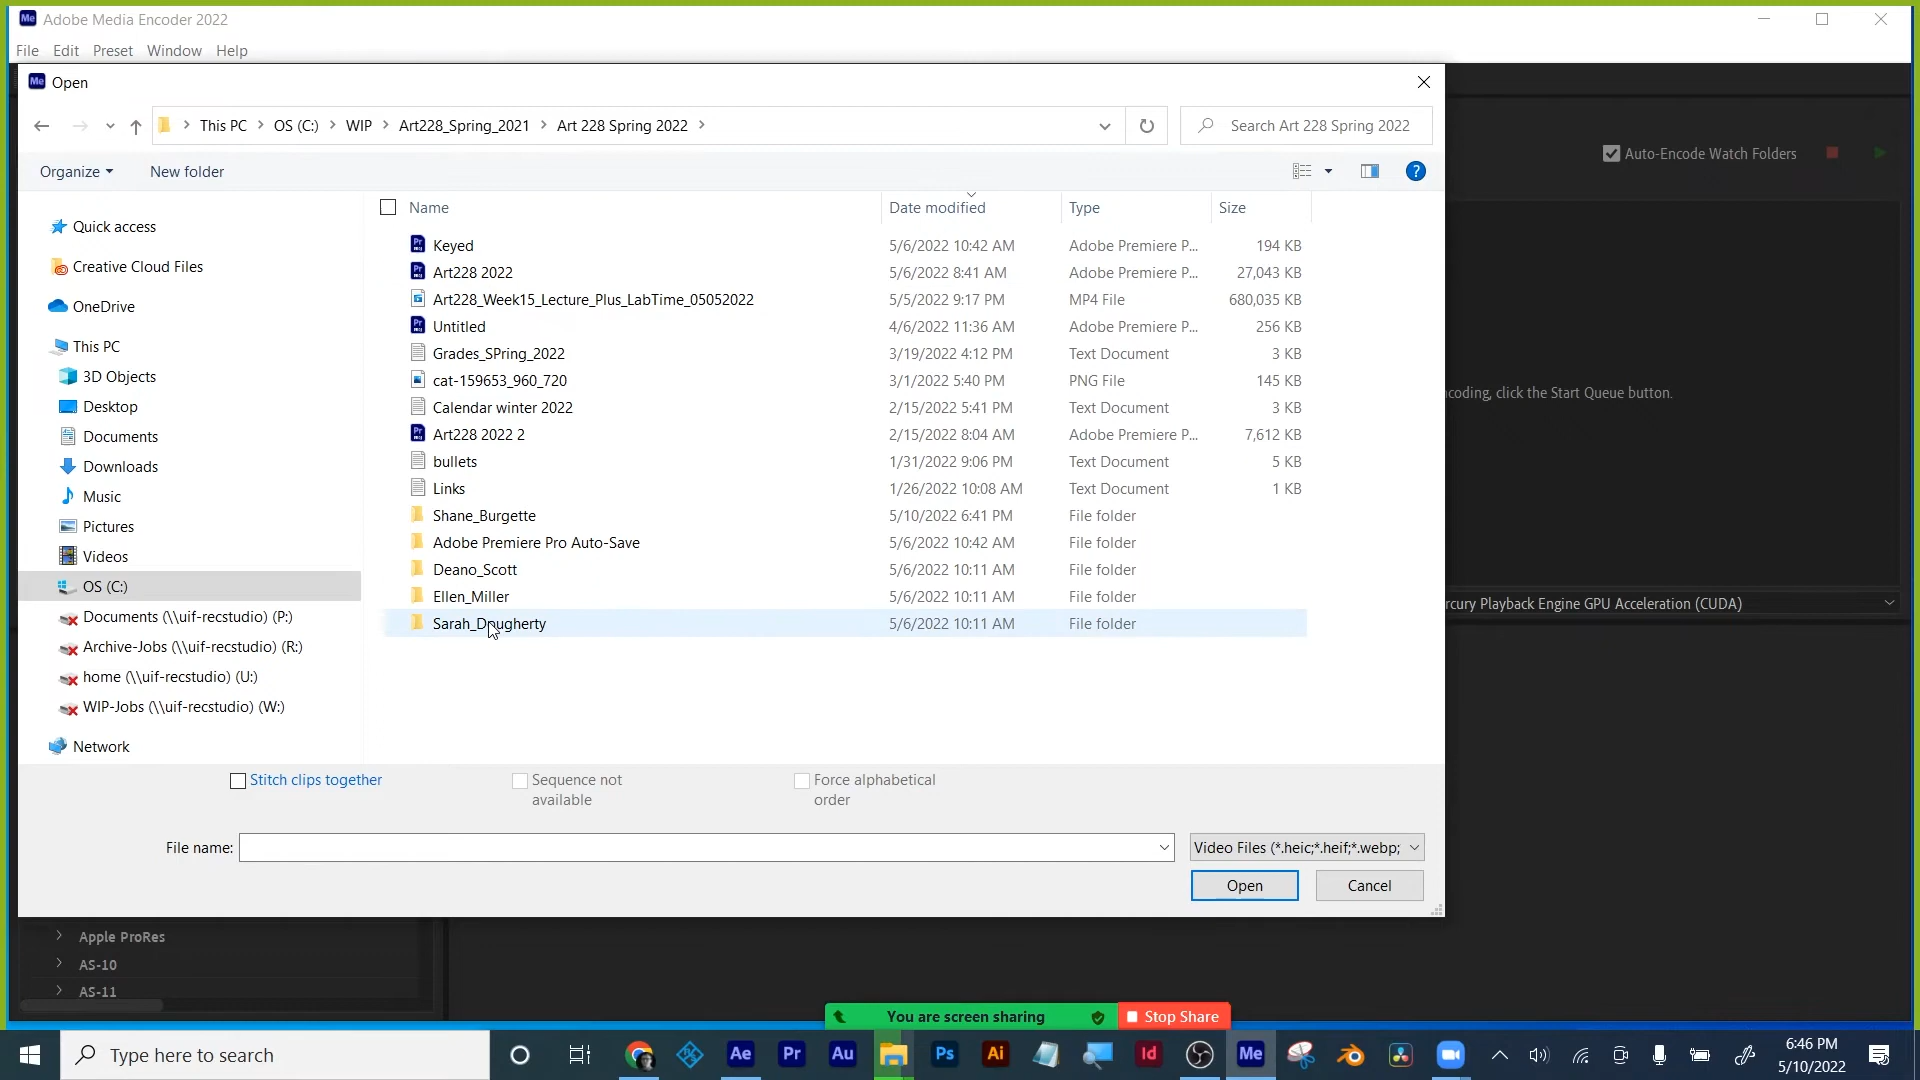 Me Adobe Media Encoder 2022
File Edit Preset Window Help
Me Open
This PC OS (C:) WIP Art228_Spring_2021 Art 228 Spring 2022
Search Art 228 Spring 2022
Auto-Encode Watch Folders
Organize New folder
?
Name Date modified Type Size
Quick access
Creative Cloud Files
OneDrive
This PC
3D Objects
Desktop
Documents
Downloads
Music
Pictures
Videos
OS (C:)
Documents (\\uif-recstudio) (P:)
Archive-Jobs (\\uif-recstudio) (R:)
home (\\uif-recstudio) (U:)
WIP-Jobs (\\uif-recstudio) (W:)
Network
Keyed 5/6/2022 10:42 AM Adobe Premiere P... 194 KB
Art228 2022 5/6/2022 8:41 AM Adobe Premiere P... 27,043 KB
Art228_Week15_Lecture_Plus_LabTime_05052022 5/5/2022 9:17 PM MP4 File 680,035 KB
Untitled 4/6/2022 11:36 AM Adobe Premiere P... 256 KB
Grades_SPring_2022 3/19/2022 4:12 PM Text Document 3 KB
cat-159653_960_720 3/1/2022 5:40 PM PNG File 145 KB
Calendar winter 2022 2/15/2022 5:41 PM Text Document 3 KB
Art228 2022 2 2/15/2022 8:04 AM Adobe Premiere P... 7,612 KB
bullets 1/31/2022 9:06 PM Text Document 5 KB
Links 1/26/2022 10:08 AM Text Document 1 KB
Shane_Burgette 5/10/2022 6:41 PM File folder
Adobe Premiere Pro Auto-Save 5/6/2022 10:42 AM File folder
Deano_Scott 5/6/2022 10:11 AM File folder
Ellen_Miller 5/6/2022 10:11 AM File folder
Sarah_Dougherty 5/6/2022 10:11 AM File folder
coding, click the Start Queue button.
rcury Playback Engine GPU Acceleration (CUDA)
Stitch clips together
Sequence not
available
Force alphabetical
order
File name:
Video Files (*.heic;*.heif;*.webp;
Open Cancel
Apple ProRes
AS-10
AS-11
You are screen sharing Stop Share
Type here to search
Ae Pr Au Ps Ai Id Me
6:46 PM
5/10/2022